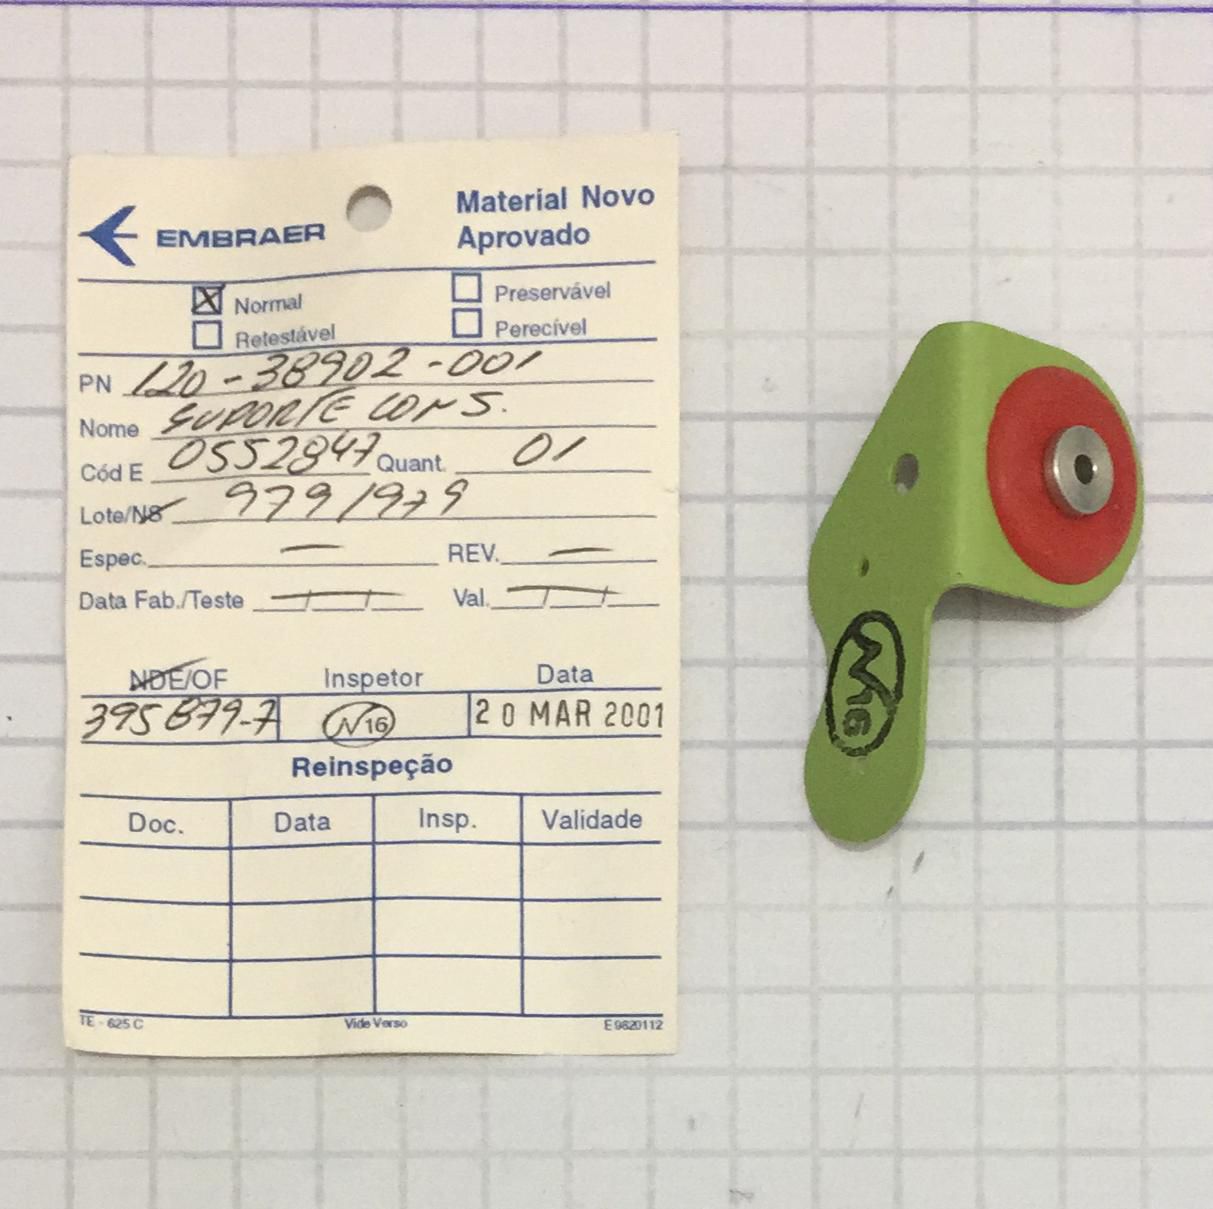 EMBRAER
Material Novo
Aprovado
X Normal
Preservável
Retestável
Perecível
PN 120-38902-001
Nome SUPORTE CONS.
Cód E 0552847 Quant. 01
Lote/NS 979/979
Espec. — REV. —
Data Fab./Teste Val.
NDE/OF Inspetor Data
395879-7 N16 20 MAR 2001
Reinspeção
Doc. Data Insp. Validade
TE - 625 C Vide Verso E9820112
N16